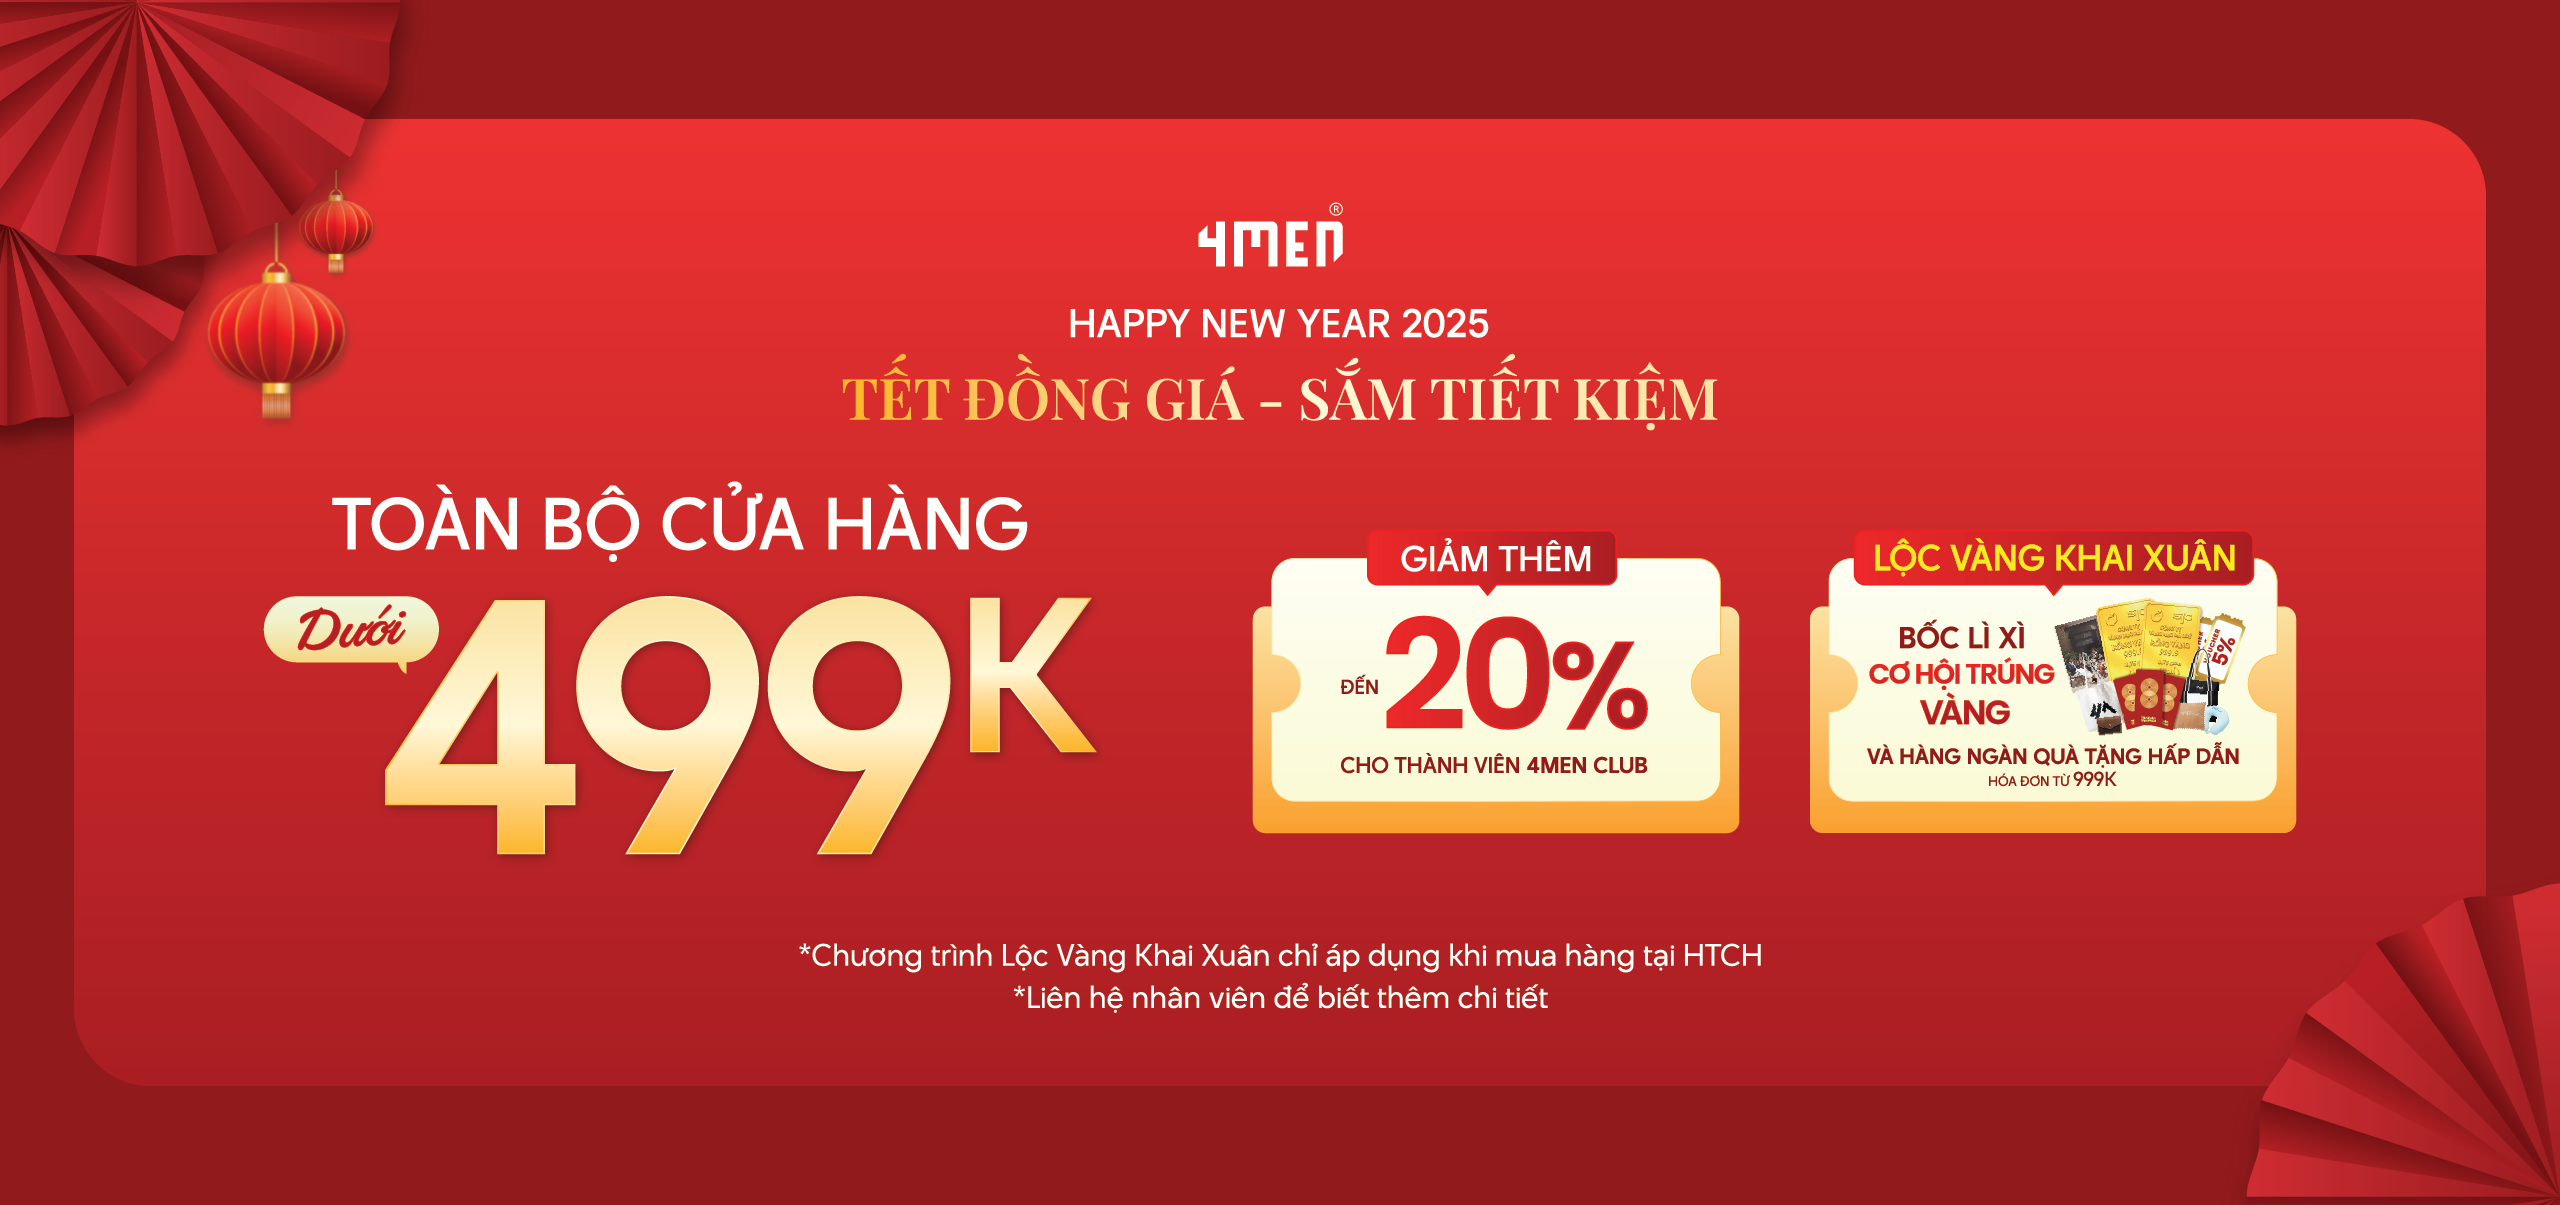 4MEN®
HAPPY NEW YEAR 2025
TẾT ĐỒNG GIÁ – SẮM TIẾT KIỆM
TOÀN BỘ CỬA HÀNG
Dưới
499K
GIẢM THÊM
ĐẾN 20%
CHO THÀNH VIÊN 4MEN CLUB
LỘC VÀNG KHAI XUÂN
BỐC LÌ XÌ
CƠ HỘI TRÚNG
VÀNG
VOUCHER
5%
VÀ HÀNG NGÀN QUÀ TẶNG HẤP DẪN
HÓA ĐƠN TỪ 999K
*Chương trình Lộc Vàng Khai Xuân chỉ áp dụng khi mua hàng tại HTCH
*Liên hệ nhân viên để biết thêm chi tiết